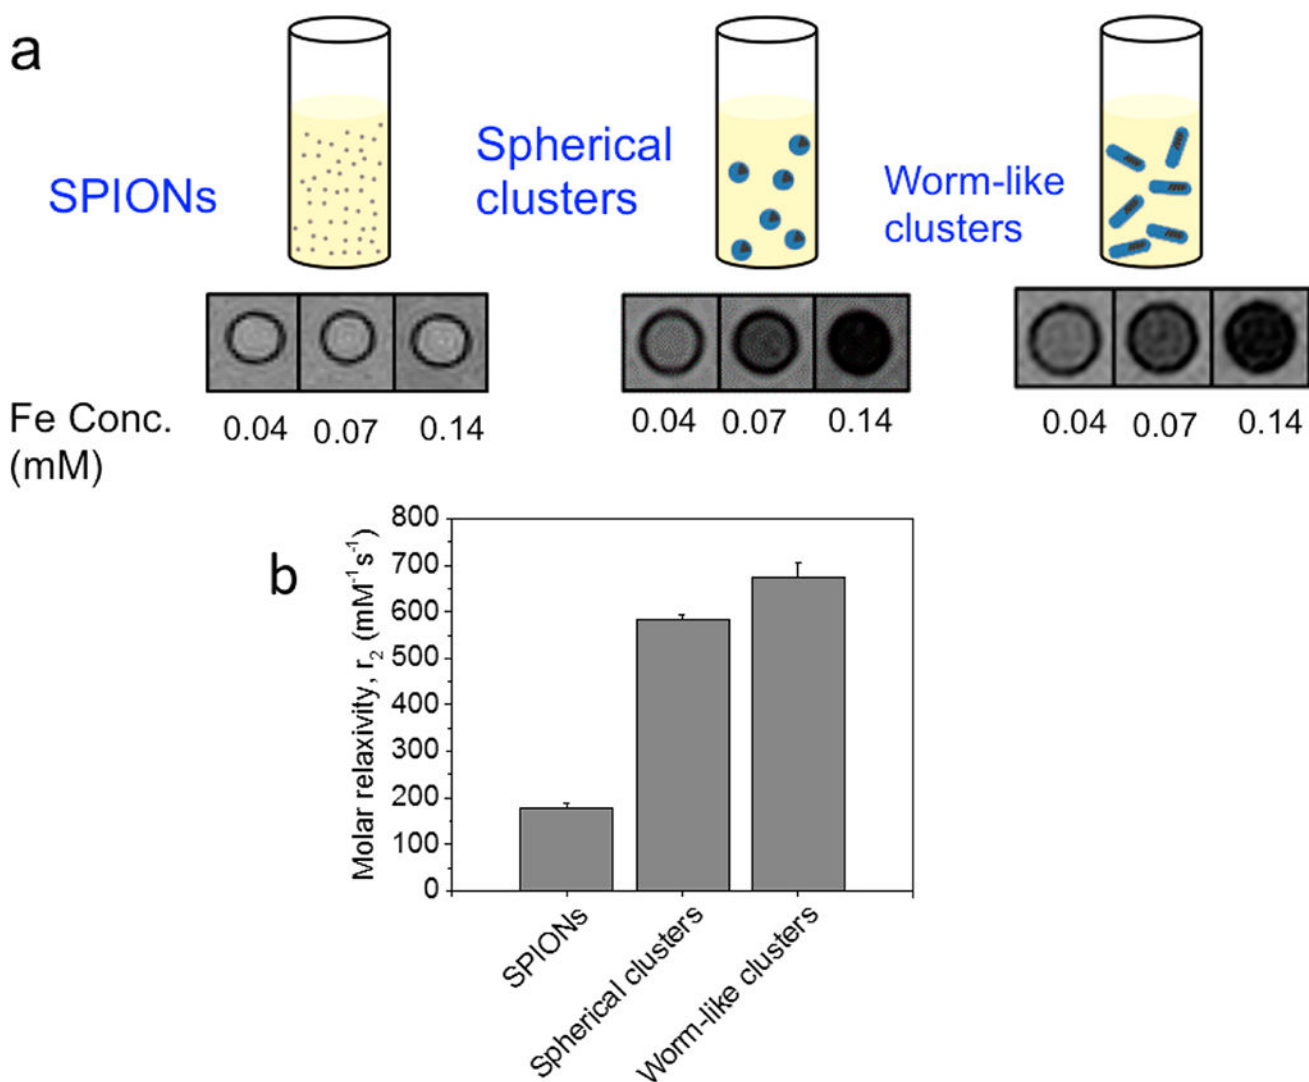 a
SPIONs
Spherical
clusters
Worm-like
clusters
Fe Conc.
(mM)
0.04 0.07 0.14
0.04 0.07 0.14
0.04 0.07 0.14
b
Molar relaxivity, r₂ (mM⁻¹s⁻¹)
800
700
600
500
400
300
200
100
0
SPIONs
Spherical clusters
Worm-like clusters